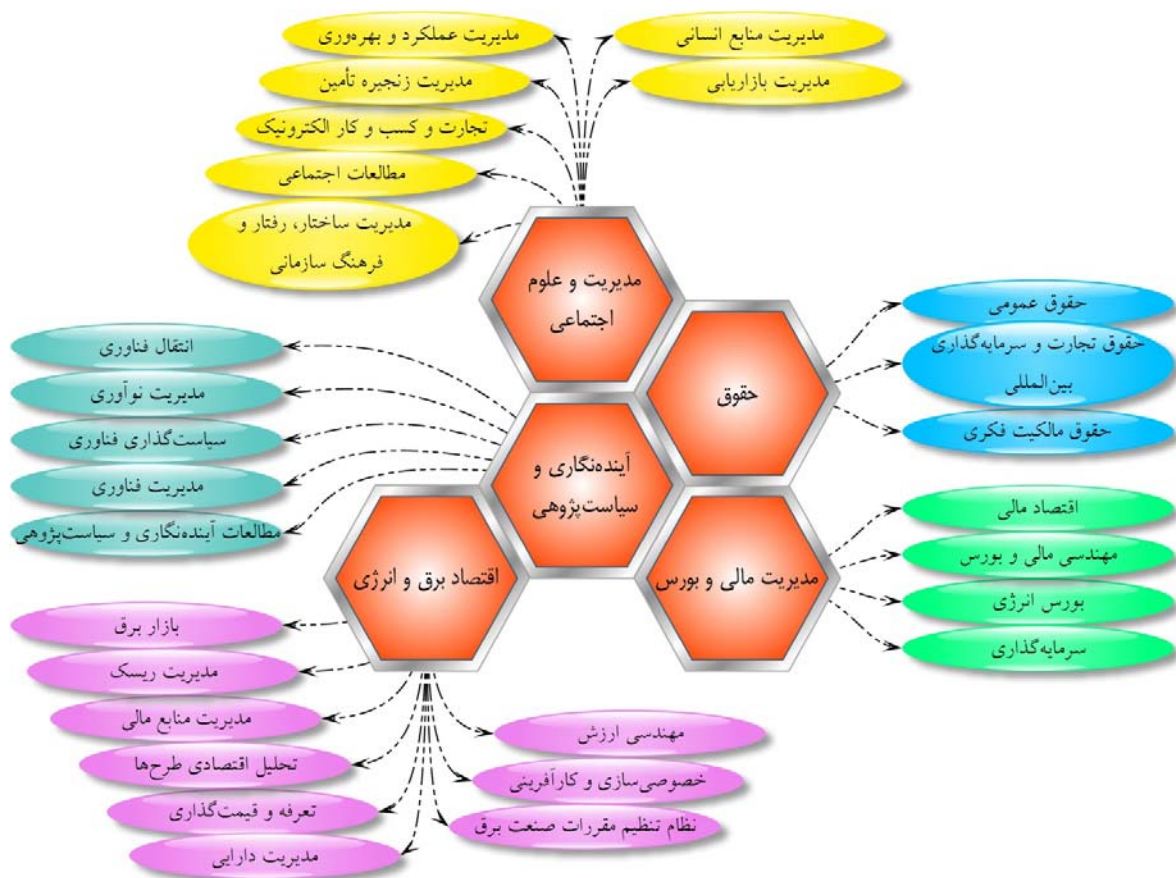 مدیریت عملکرد و بهره‌وری
مدیریت زنجیره تأمین
تجارت و کسب و کار الکترونیک
مطالعات اجتماعی
مدیریت ساختار، رفتار و
فرهنگ سازمانی
مدیریت منابع انسانی
مدیریت بازاریابی
مدیریت و علوم
اجتماعی
حقوق
حقوق عمومی
حقوق تجارت و سرمایه‌گذاری
بین‌المللی
حقوق مالکیت فکری
آینده‌نگاری و
سیاست‌پژوهی
انتقال فناوری
مدیریت نوآوری
سیاست‌گذاری فناوری
مدیریت فناوری
مطالعات آینده‌نگاری و سیاست‌پژوهی
مدیریت مالی و بورس
اقتصاد مالی
مهندسی مالی و بورس
بورس انرژی
سرمایه‌گذاری
اقتصاد برق و انرژی
بازار برق
مدیریت ریسک
مدیریت منابع مالی
تحلیل اقتصادی طرح‌ها
تعرفه و قیمت‌گذاری
مدیریت دارایی
مهندسی ارزش
خصوصی‌سازی و کارآفرینی
نظام تنظیم مقررات صنعت برق